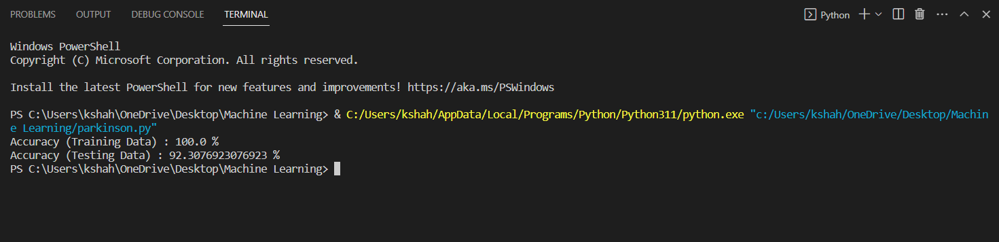 PROBLEMS OUTPUT DEBUG CONSOLE TERMINAL Python
Windows PowerShell
Copyright (C) Microsoft Corporation. All rights reserved.
Install the latest PowerShell for new features and improvements! https://aka.ms/PSWindows
PS C:\Users\kshah\OneDrive\Desktop\Machine Learning> & C:/Users/kshah/AppData/Local/Programs/Python/Python311/python.exe "c:/Users/kshah/OneDrive/Desktop/Machin
e Learning/parkinson.py"
Accuracy (Training Data) : 100.0 %
Accuracy (Testing Data) : 92.3076923076923 %
PS C:\Users\kshah\OneDrive\Desktop\Machine Learning>